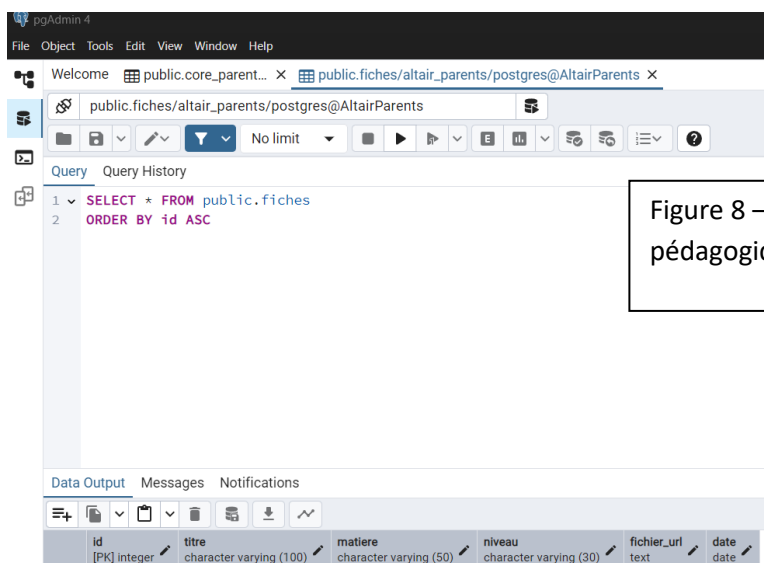 pgAdmin 4
File Object Tools Edit View Window Help
Welcome public.core_parent... × public.fiches/altair_parents/postgres@AltairParents ×
public.fiches/altair_parents/postgres@AltairParents
No limit
Query Query History
1 SELECT * FROM public.fiches
2 ORDER BY id ASC
Figure 8 –
Data Output Messages Notifications
id titre matiere niveau fichier_url date
[PK] integer character varying (100) character varying (50) character varying (30) text date